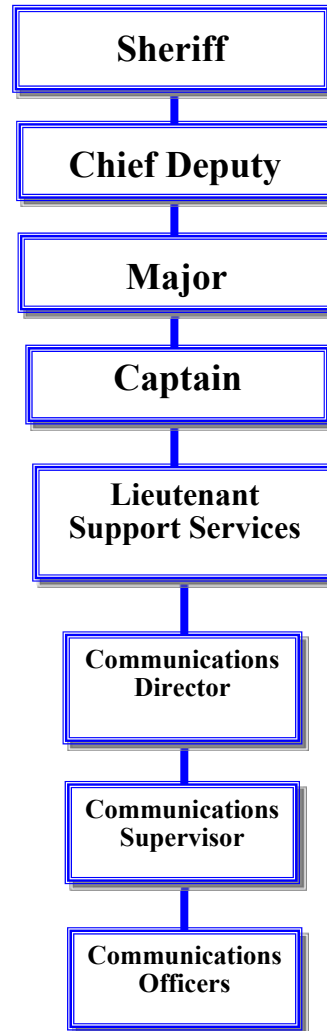 Sheriff
Chief Deputy
Major
Captain
Lieutenant
Support Services
Communications
Director
Communications
Supervisor
Communications
Officers